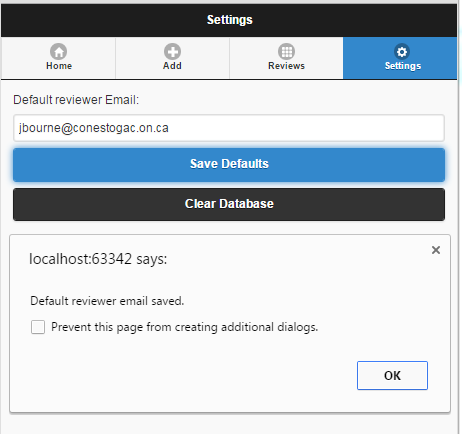 Settings
Home Add Reviews Settings
Default reviewer Email:
jbourne@conestogac.on.ca
Save Defaults
Clear Database
localhost:63342 says:
Default reviewer email saved.
Prevent this page from creating additional dialogs.
OK